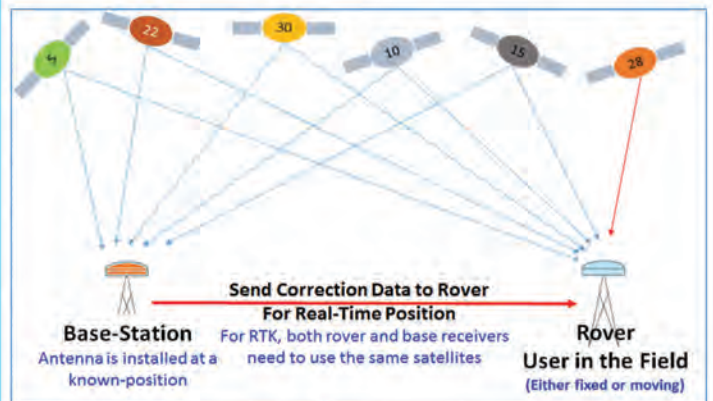 4
22
30
10
15
28
Send Correction Data to Rover
For Real-Time Position
For RTK, both rover and base receivers
need to use the same satellites
Base-Station
Antenna is installed at a
known-position
Rover
User in the Field
(Either fixed or moving)